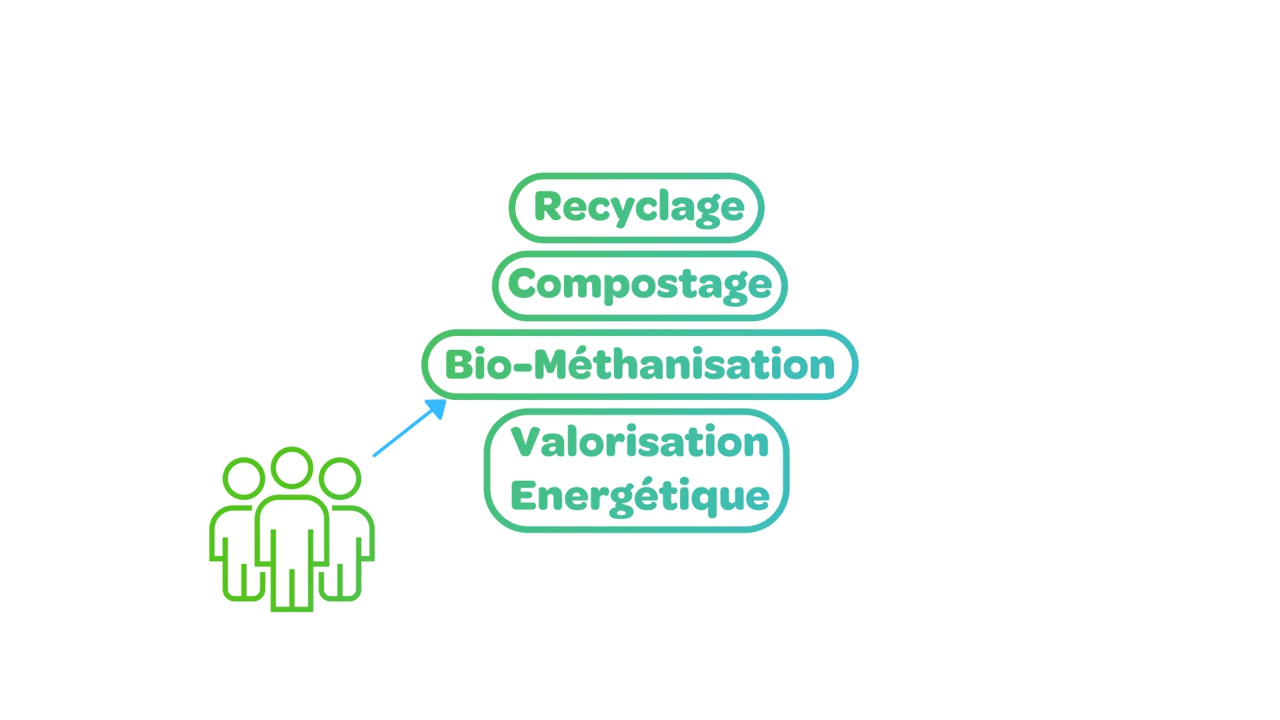 Recyclage
Compostage
Bio-Méthanisation
Valorisation
Energétique